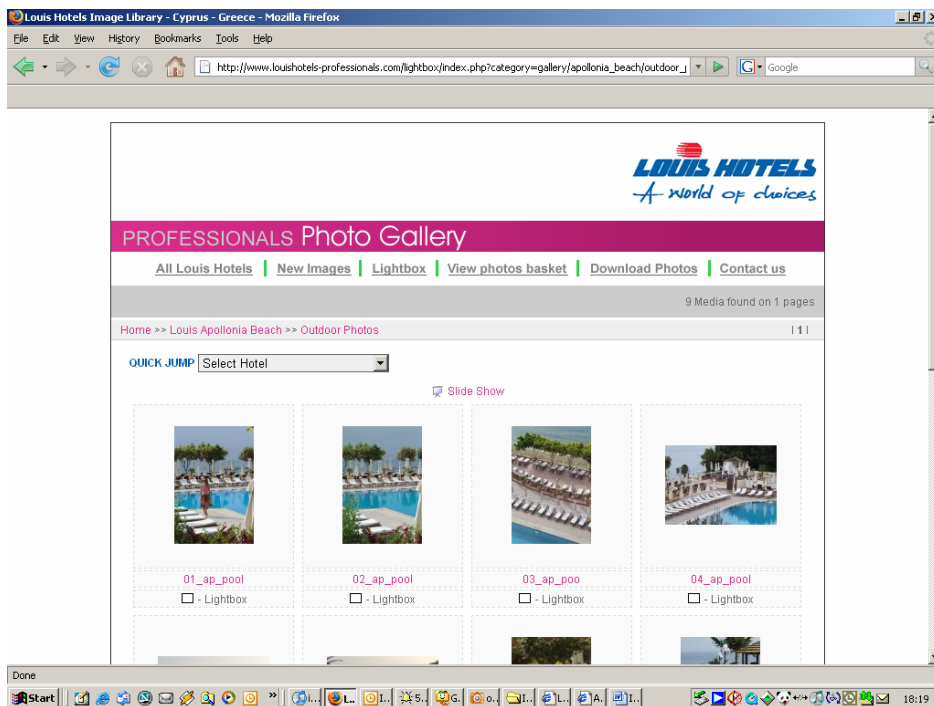 Louis Hotels Image Library - Cyprus - Greece - Mozilla Firefox
File Edit View History Bookmarks Tools Help
http://www.louishotels-professionals.com/lightbox/index.php?category=gallery/apollonia_beach/outdoor_
G Google
LOUIS HOTELS
A world of choices
PROFESSIONALS Photo Gallery
All Louis Hotels | New Images | Lightbox | View photos basket | Download Photos | Contact us
9 Media found on 1 pages
Home >> Louis Apollonia Beach >> Outdoor Photos | 1 |
QUICK JUMP Select Hotel
Slide Show
01_ap_pool 02_ap_pool 03_ap_poo 04_ap_pool
- Lightbox - Lightbox - Lightbox - Lightbox
Done
Start » i... L... I... 5... G... o... I... L... A... I... 18:19